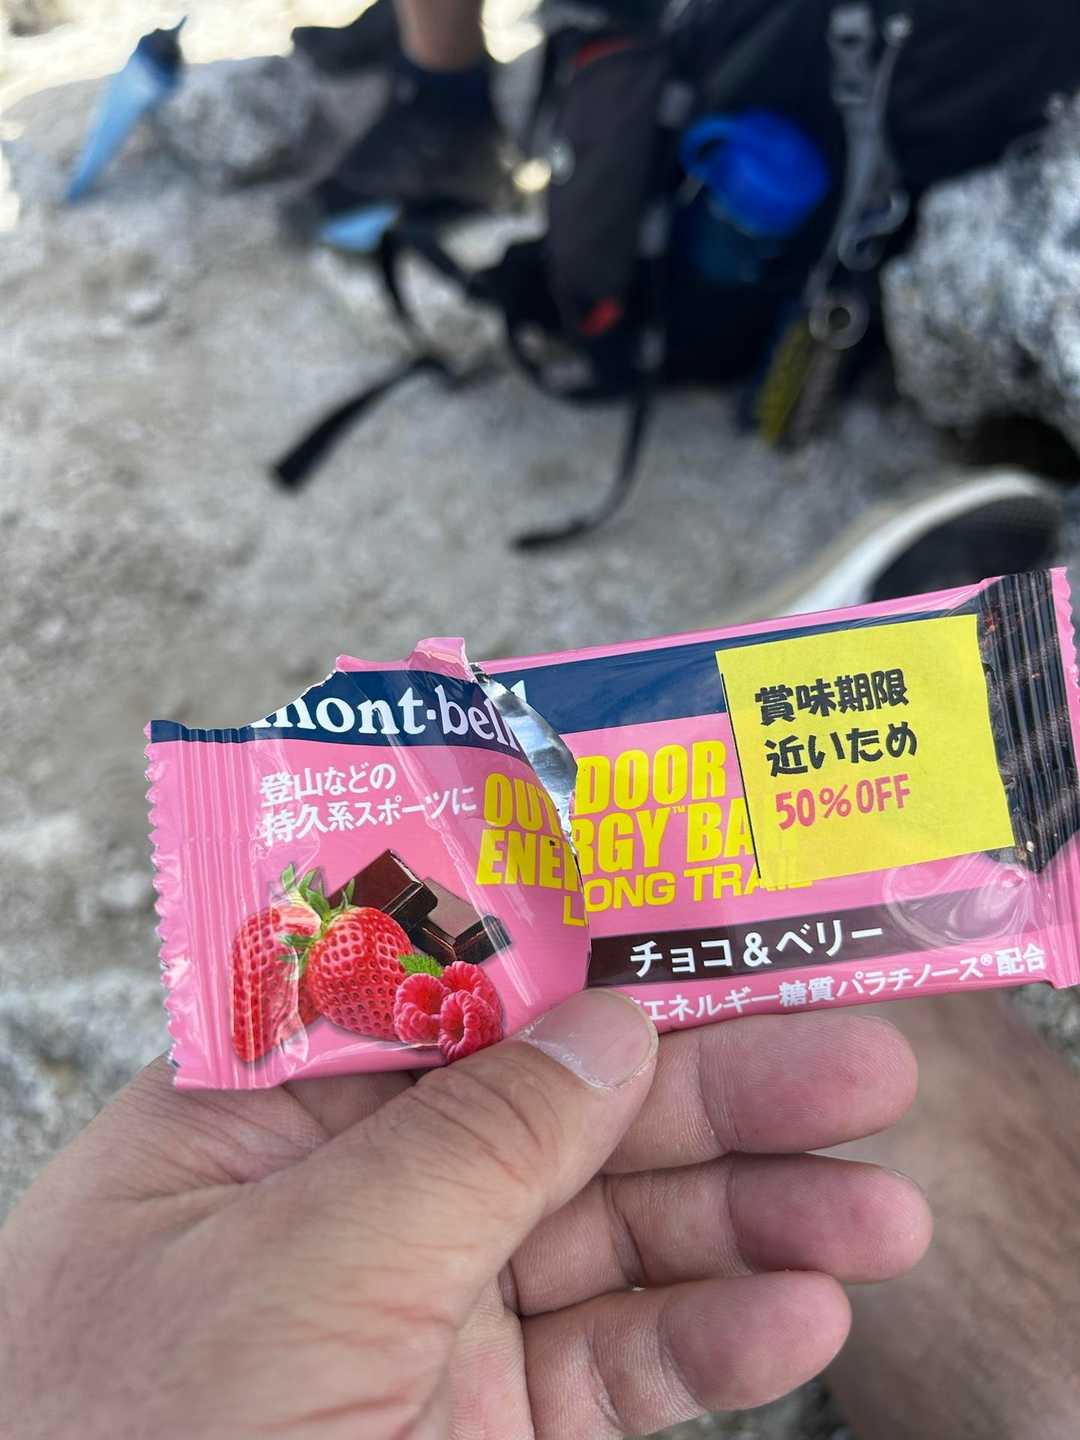 mont-bell
登山などの
持久系スポーツに
OUTDOOR
ENERGY™ BAR
LONG TRAIL
チョコ&ベリー
エネルギー糖質パラチノース®配合
賞味期限
近いため
50%OFF